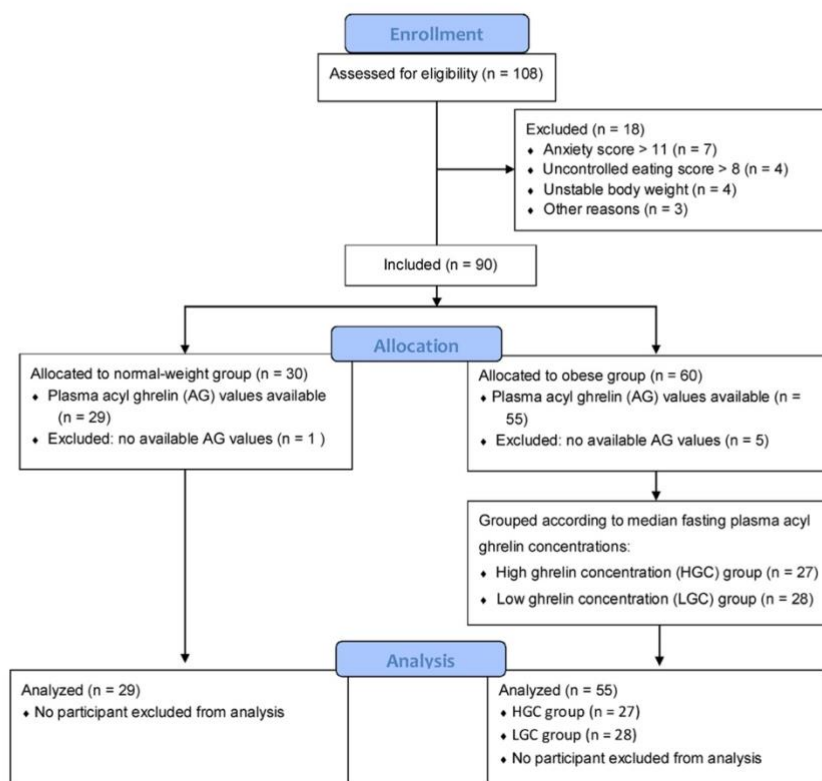 Enrollment
Assessed for eligibility (n = 108)
Excluded (n = 18)
♦ Anxiety score > 11 (n = 7)
♦ Uncontrolled eating score > 8 (n = 4)
♦ Unstable body weight (n = 4)
♦ Other reasons (n = 3)
Included (n = 90)
Allocation
Allocated to normal-weight group (n = 30)
♦ Plasma acyl ghrelin (AG) values available
(n = 29)
♦ Excluded: no available AG values (n = 1 )
Allocated to obese group (n = 60)
♦ Plasma acyl ghrelin (AG) values available (n =
55)
♦ Excluded: no available AG values (n = 5)
Grouped according to median fasting plasma acyl
ghrelin concentrations:
♦ High ghrelin concentration (HGC) group (n = 27)
♦ Low ghrelin concentration (LGC) group (n = 28)
Analysis
Analyzed (n = 29)
♦ No participant excluded from analysis
Analyzed (n = 55)
♦ HGC group (n = 27)
♦ LGC group (n = 28)
♦ No participant excluded from analysis